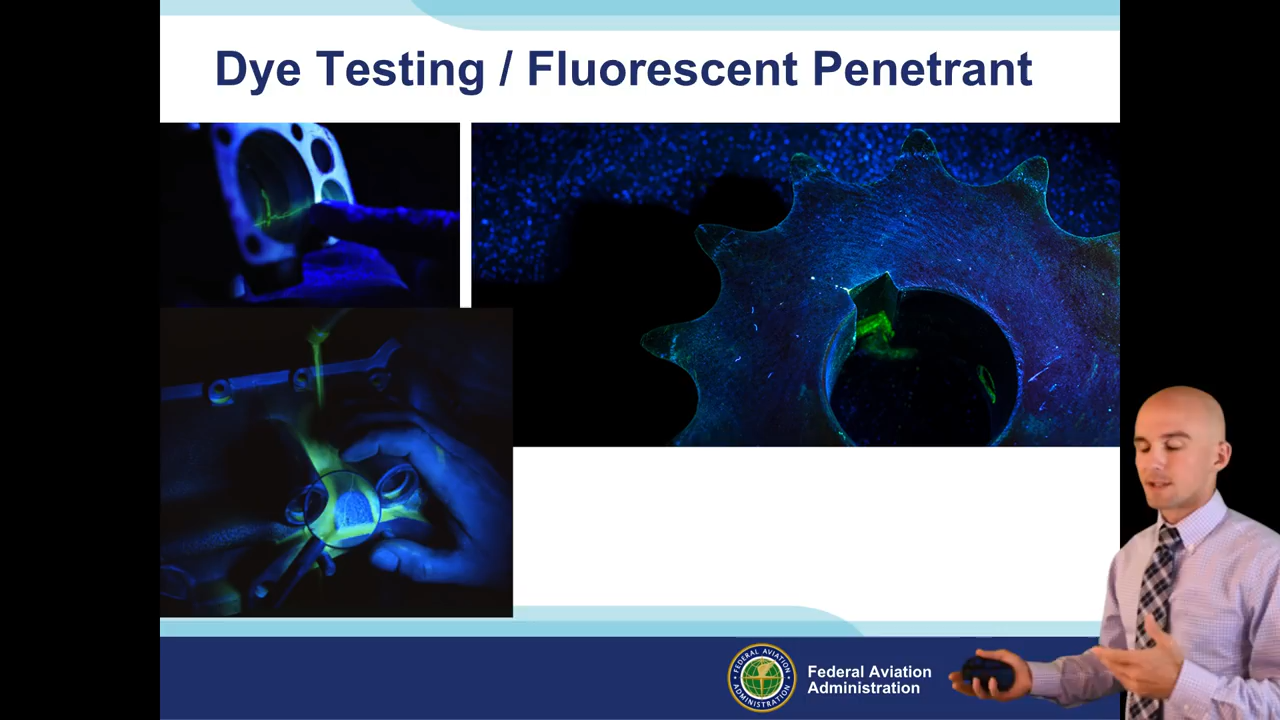 Dye Testing / Fluorescent Penetrant
FEDERAL AVIATION
ADMINISTRATION
Federal Aviation
Administration